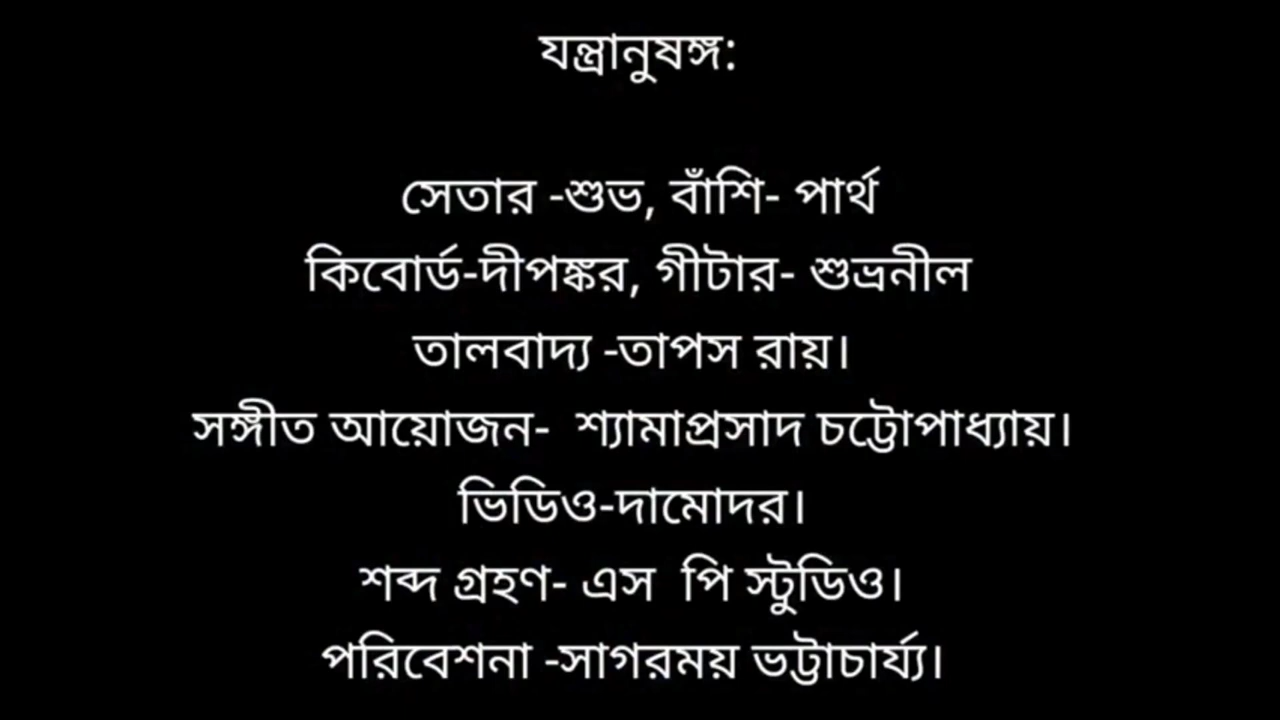 যন্ত্রানুষঙ্গ:
সেতার -শুভ, বাঁশি- পার্থ
কিবোর্ড-দীপঙ্কর, গীটার- শুভ্রনীল
তালবাদ্য -তাপস রায়।
সঙ্গীত আয়োজন-  শ্যামাপ্রসাদ চট্টোপাধ্যায়।
ভিডিও-দামোদর।
শব্দ গ্রহণ- এস  পি স্টুডিও।
পরিবেশনা -সাগরময় ভট্টাচার্য্য।